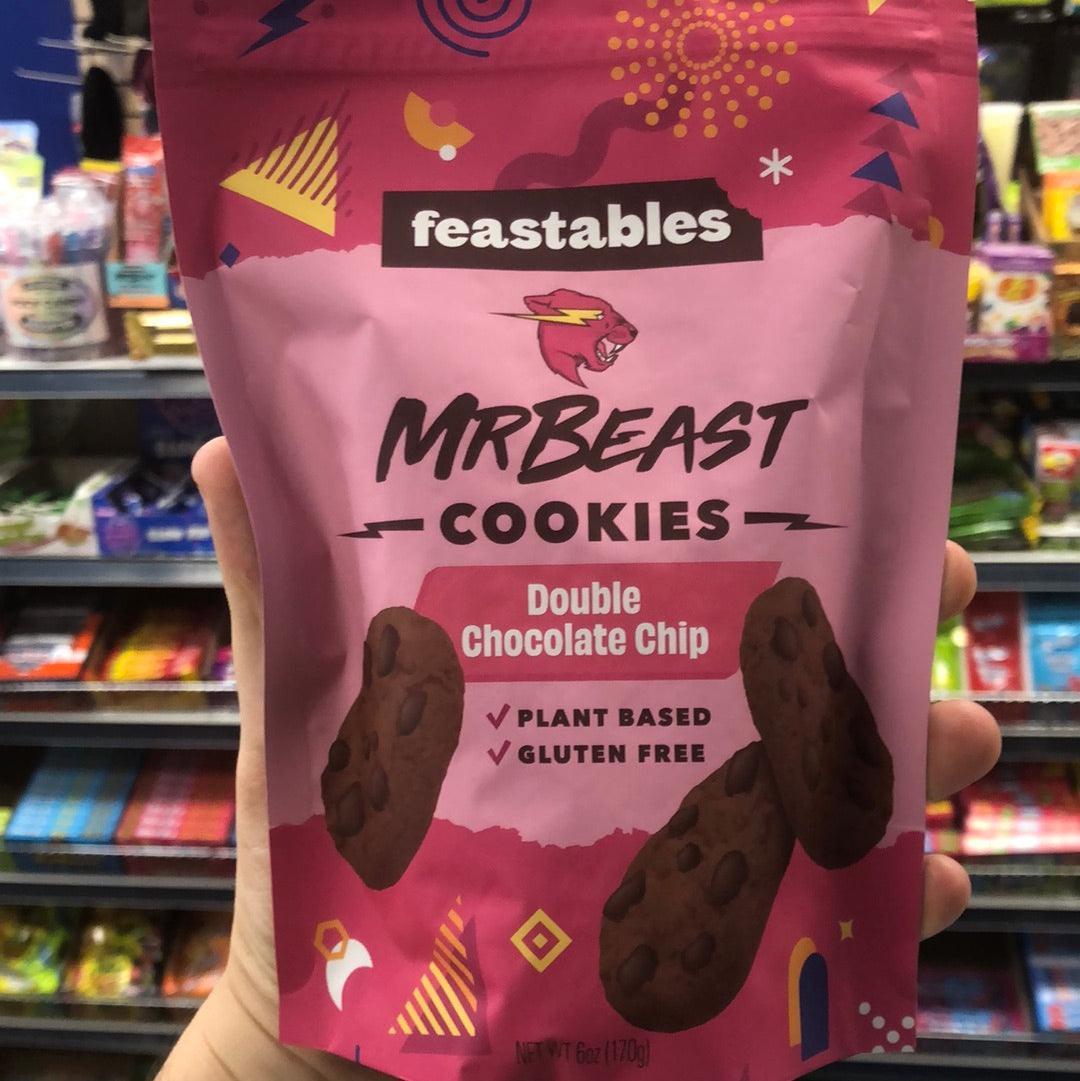 feastables
MRBEAST
COOKIES
Double
Chocolate Chip
PLANT BASED
GLUTEN FREE
NET WT 6oz (170g)